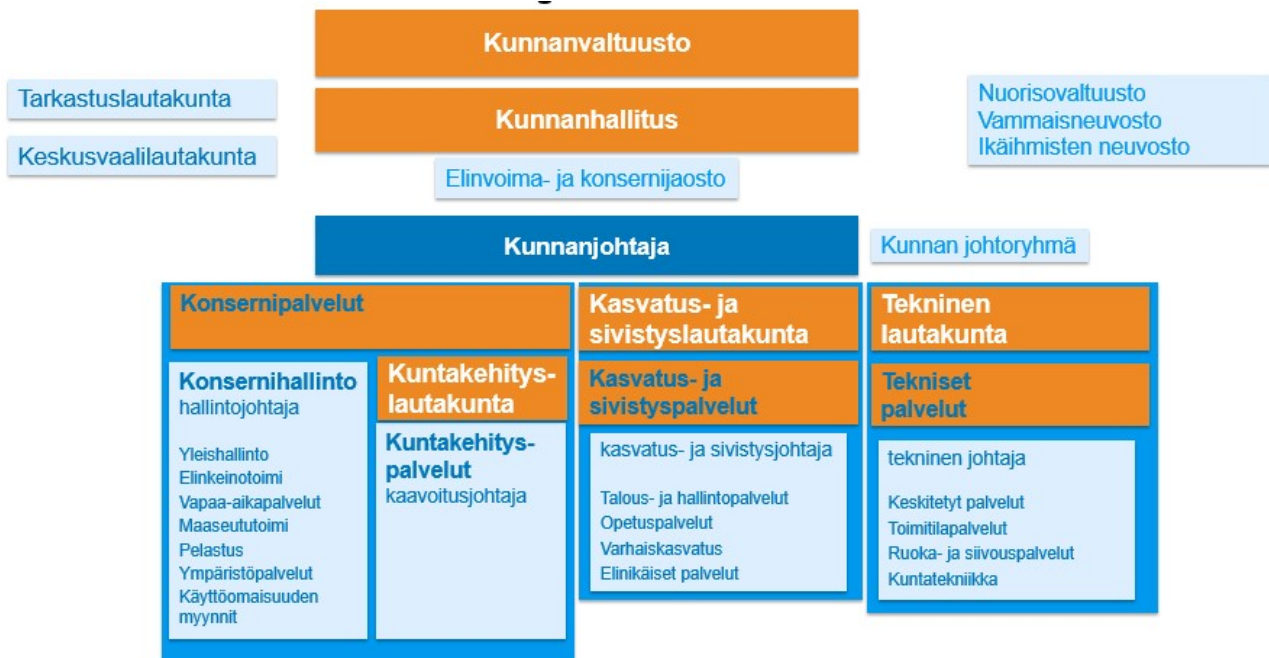 Kunnanvaltuusto
Tarkastuslautakunta
Keskusvaalilautakunta
Kunnanhallitus
Nuorisovaltuusto
Vammaisneuvosto
Ikäihmisten neuvosto
Elinvoima- ja konsernijaosto
Kunnanjohtaja
Kunnan johtoryhmä
Konsernipalvelut
Konsernihallinto
hallintojohtaja
Yleishallinto
Elinkeinotoimi
Vapaa-aikapalvelut
Maaseututoimi
Pelastus
Ympäristöpalvelut
Käyttöomaisuuden
myynnit
Kuntakehitys-
lautakunta
Kuntakehitys-
palvelut
kaavoitusjohtaja
Kasvatus- ja
sivistyslautakunta
Kasvatus- ja
sivistyspalvelut
kasvatus- ja sivistysjohtaja
Talous- ja hallintopalvelut
Opetuspalvelut
Varhaiskasvatus
Elinikäiset palvelut
Tekninen
lautakunta
Tekniset
palvelut
tekninen johtaja
Keskitetyt palvelut
Toimitilapalvelut
Ruoka- ja siivouspalvelut
Kuntatekniikka